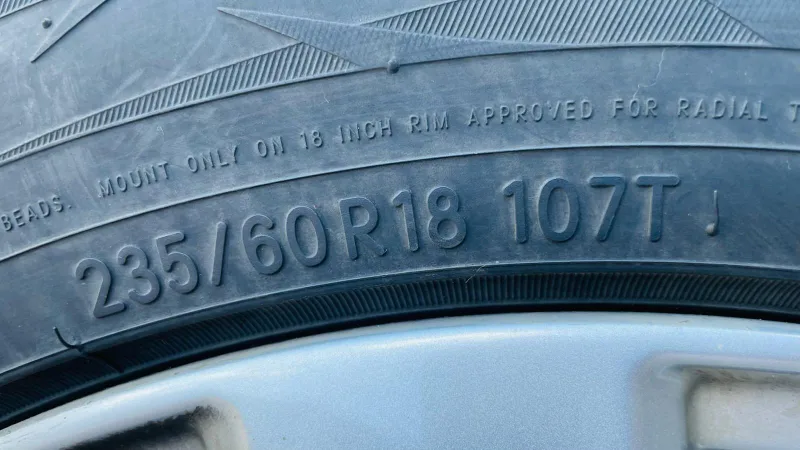 BEADS. MOUNT ONLY ON 18 INCH RIM APPROVED FOR RADIAL
235/60R18 107T